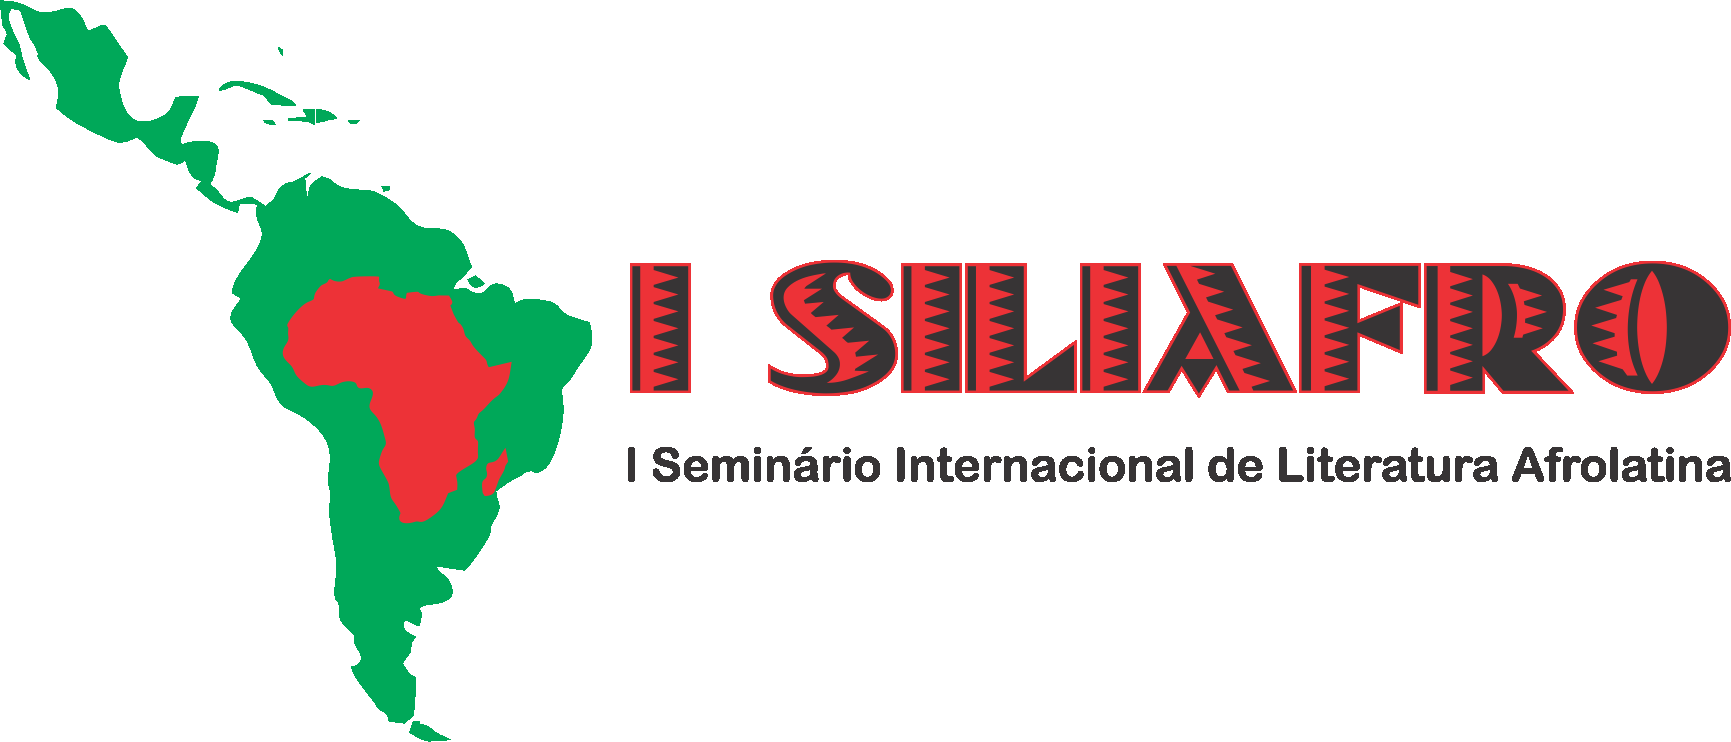 I SILIAFRO
I Seminário Internacional de Literatura Afrolatina